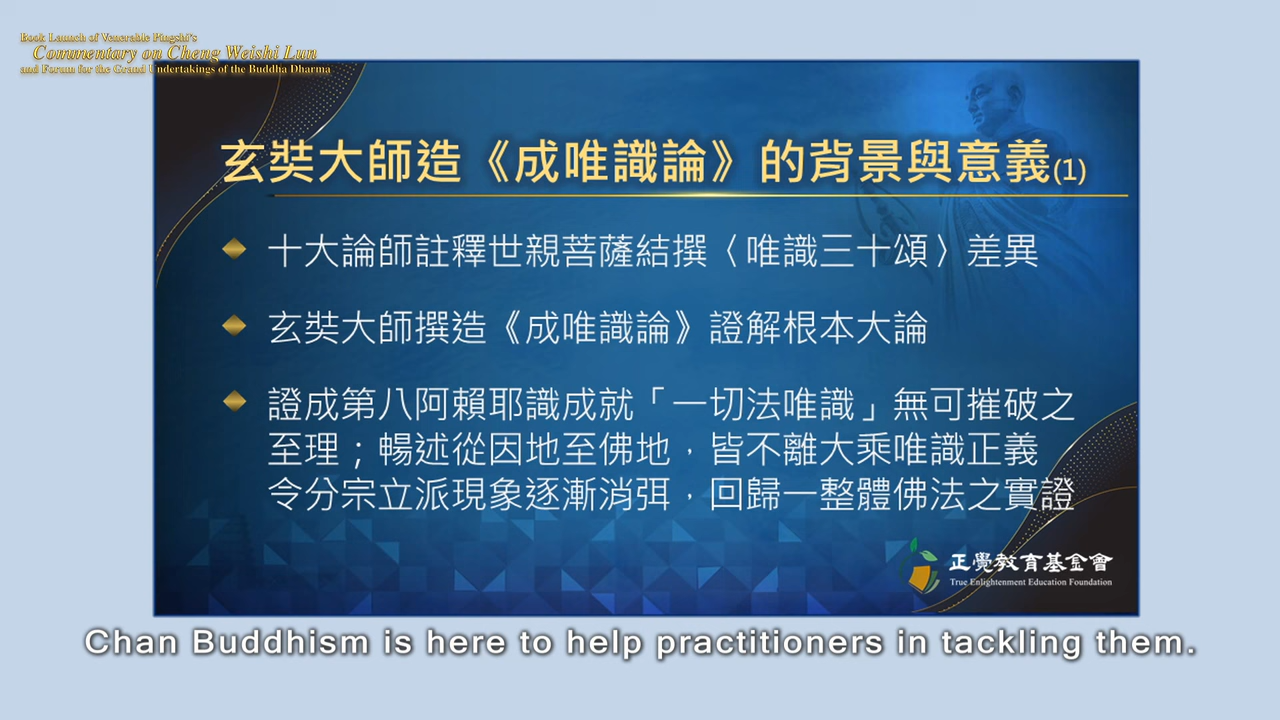 Book Launch of Venerable Pingshi's
Commentary on Cheng Weishi Lun
and Forum for the Grand Undertakings of the Buddha Dharma
玄奘大師造《成唯識論》的背景與意義(1)
十大論師註釋世親菩薩結撰〈唯識三十頌〉差異
玄奘大師撰造《成唯識論》證解根本大論
證成第八阿賴耶識成就「一切法唯識」無可摧破之
至理；暢述從因地至佛地，皆不離大乘唯識正義
令分宗立派現象逐漸消弭，回歸一整體佛法之實證
正覺教育基金會
True Enlightenment Education Foundation
Chan Buddhism is here to help practitioners in tackling them.